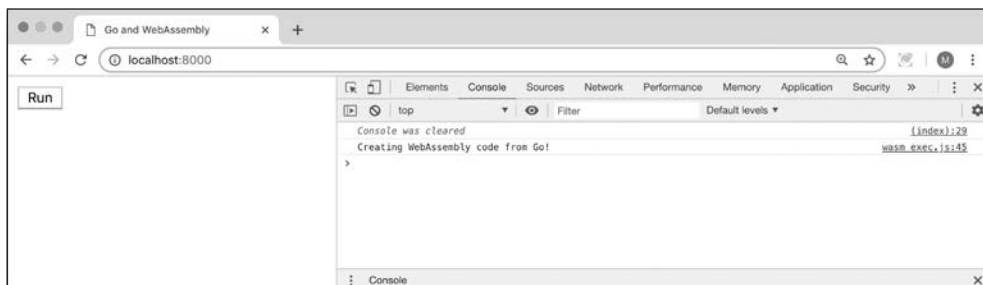 Go and WebAssembly
localhost:8000
M
Run
Elements Console Sources Network Performance Memory Application Security »
top Filter Default levels ▼
Console was cleared (index):29
Creating WebAssembly code from Go! wasm_exec.js:45
>
Console